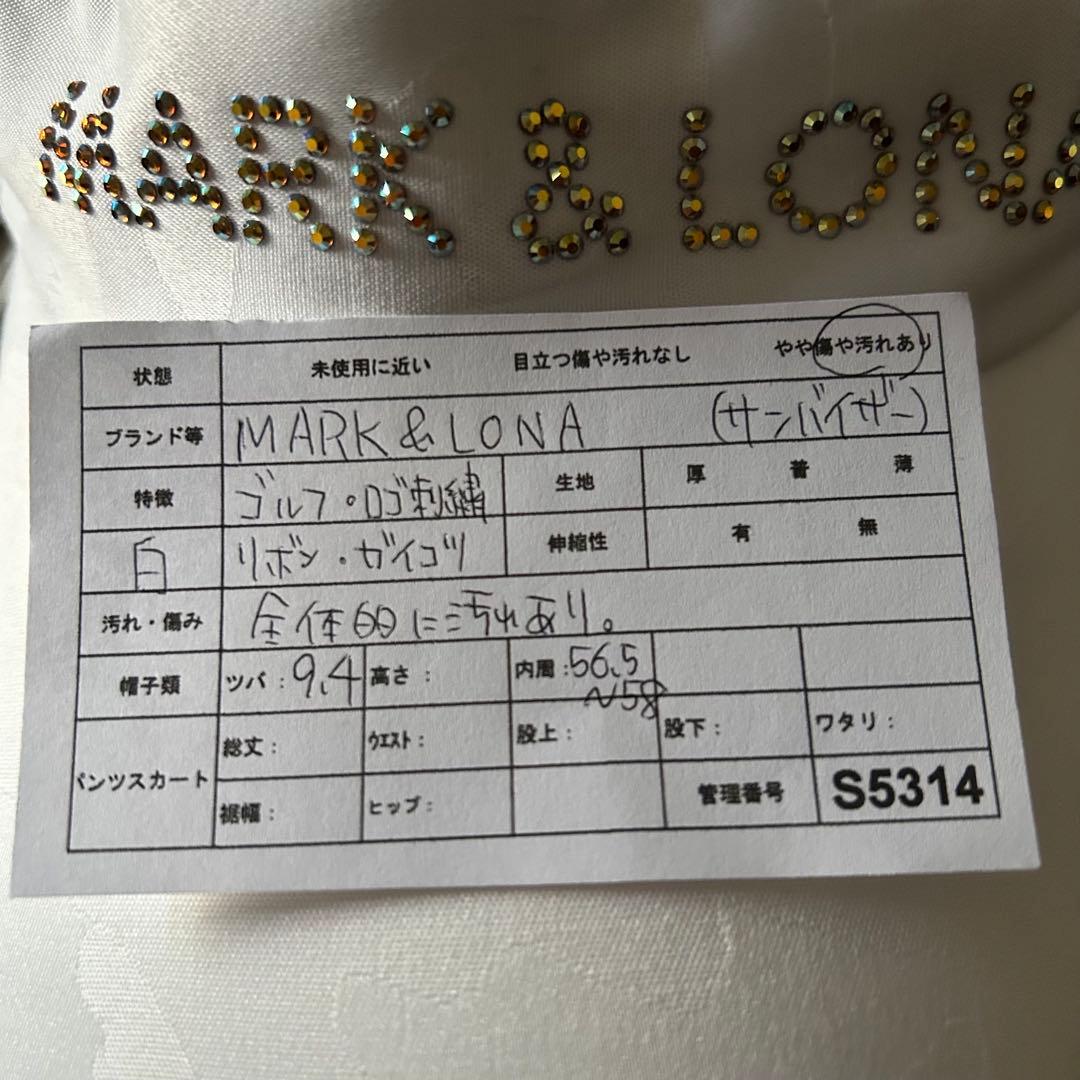 MARK & LONA
状態 未使用に近い 目立つ傷や汚れなし やや傷や汚れあり
ブランド等 MARK & LONA (サンバイザー)
特徴 ゴルフ・ロゴ刺繍 生地 厚 普 薄
白 リボン・ガイコツ 伸縮性 有 無
汚れ・傷み 全体的に汚れあり。
帽子類 ツバ:9.4 高さ: 内周:56.5
~58
パンツスカート 総丈: ウエスト: 股上: 股下: ワタリ:
裾幅: ヒップ: 管理番号 S5314